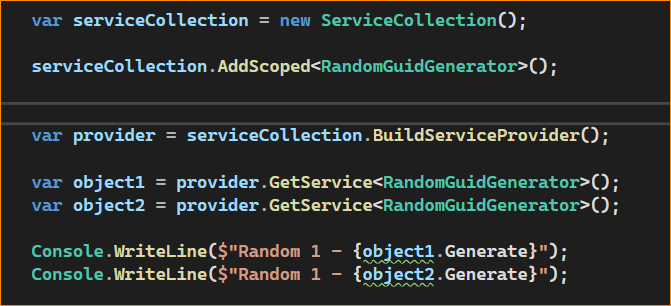 var serviceCollection = new ServiceCollection();
serviceCollection.AddScoped<RandomGuidGenerator>();
var provider = serviceCollection.BuildServiceProvider();
var object1 = provider.GetService<RandomGuidGenerator>();
var object2 = provider.GetService<RandomGuidGenerator>();
Console.WriteLine($"Random 1 - {object1.Generate}");
Console.WriteLine($"Random 1 - {object2.Generate}");